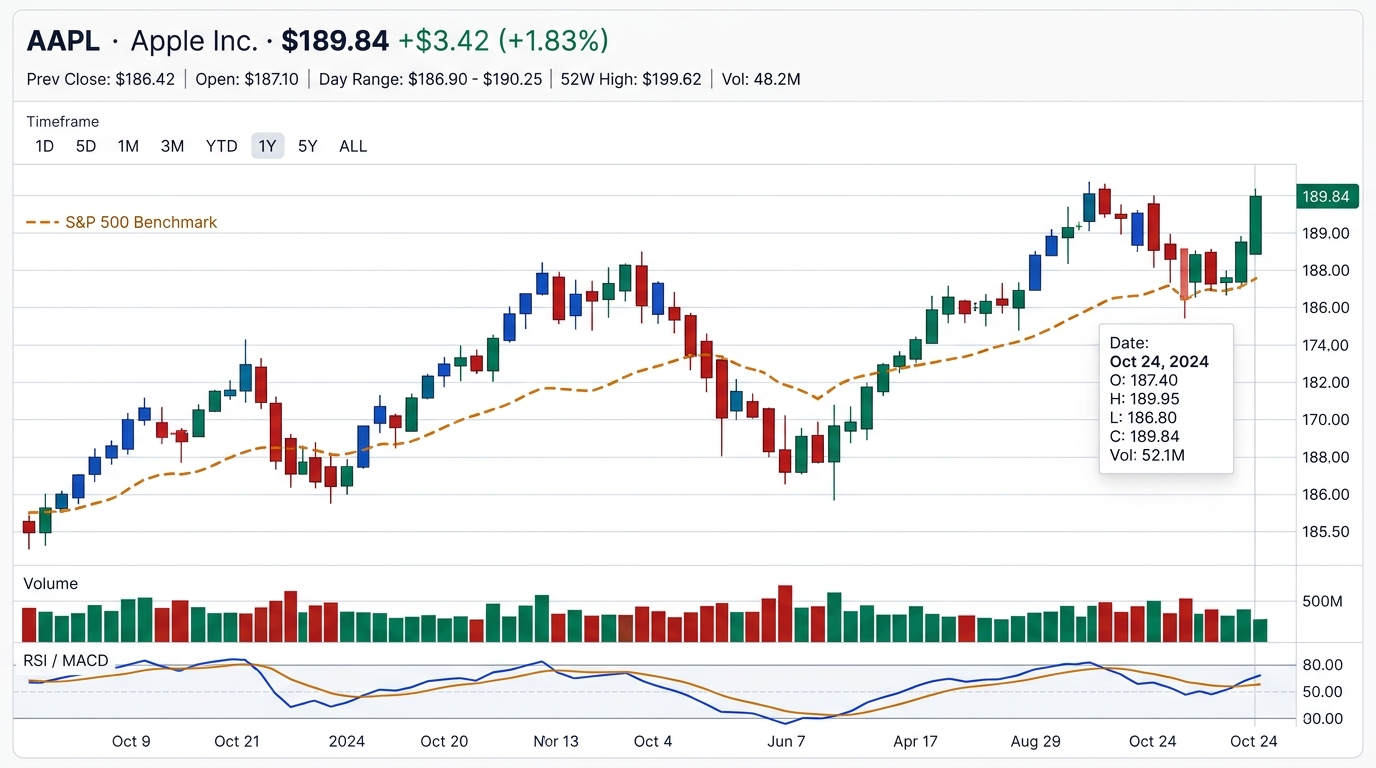 AAPL · Apple Inc. · $189.84 +$3.42 (+1.83%)
Prev Close: $186.42 | Open: $187.10 | Day Range: $186.90 - $190.25 | 52W High: $199.62 | Vol: 48.2M
Timeframe
1D 5D 1M 3M YTD 1Y 5Y ALL
S&P 500 Benchmark
189.84
189.00
188.00
186.00
174.00
182.00
170.00
188.00
186.00
185.50
Date:
Oct 24, 2024
O: 187.40
H: 189.95
L: 186.80
C: 189.84
Vol: 52.1M
Volume
500M
RSI / MACD
80.00
50.00
30.00
Oct 9 Oct 21 2024 Oct 20 Nor 13 Oct 4 Jun 7 Apr 17 Aug 29 Oct 24 Oct 24